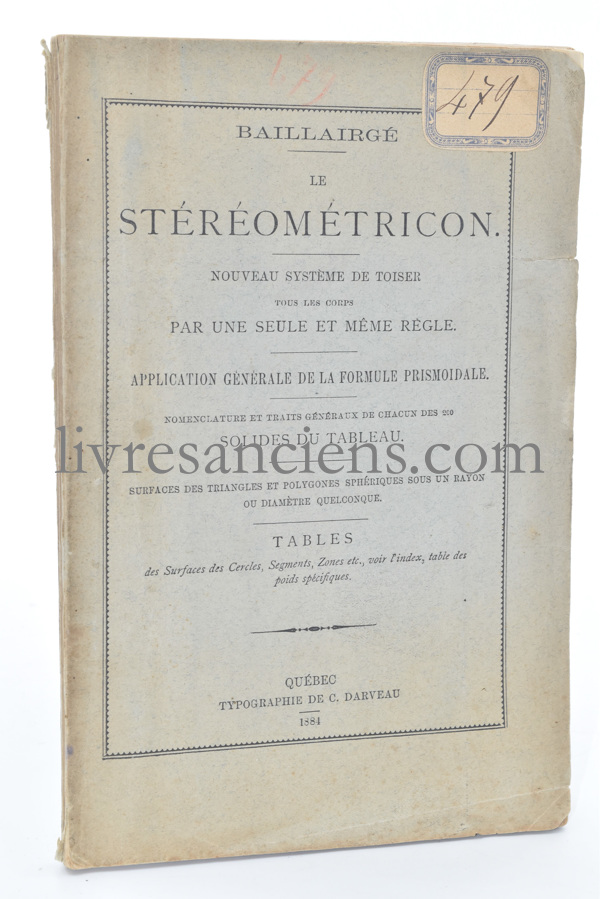 479
479
BAILLAIRGÉ
LE
STÉRÉOMÉTRICON.
NOUVEAU SYSTÈME DE TOISER
TOUS LES CORPS
PAR UNE SEULE ET MÊME RÈGLE.
APPLICATION GÉNÉRALE DE LA FORMULE PRISMOIDALE.
NOMENCLATURE ET TRAITS GÉNÉRAUX DE CHACUN DES 200
SOLIDES DU TABLEAU.
livresanciens.com
SURFACES DES TRIANGLES ET POLYGONES SPHÉRIQUES SOUS UN RAYON
OU DIAMÈTRE QUELCONQUE.
TABLES
des Surfaces des Cercles, Segments, Zones etc., voir l'index, table des
poids spécifiques.
QUÉBEC
TYPOGRAPHIE DE C. DARVEAU
1884